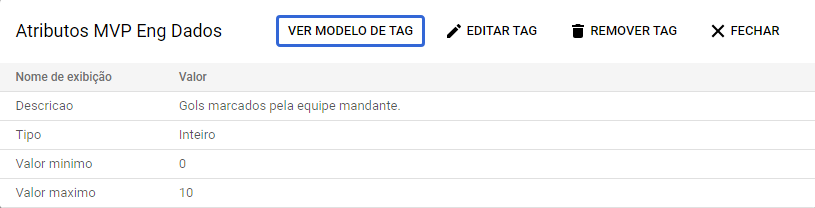 Atributos MVP Eng Dados VER MODELO DE TAG EDITAR TAG REMOVER TAG FECHAR
Nome de exibição Valor
Descricao Gols marcados pela equipe mandante.
Tipo Inteiro
Valor minimo 0
Valor maximo 10